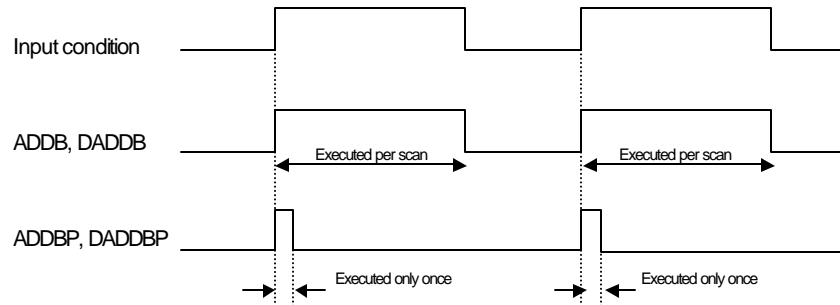 Input condition
ADDB, DADDB
Executed per scan
Executed per scan
ADDBP, DADDBP
Executed only once
Executed only once